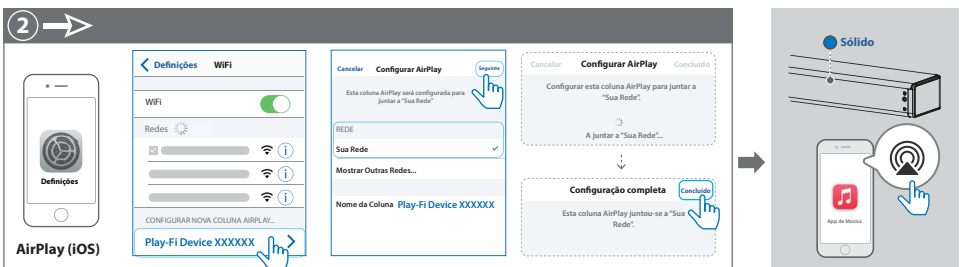 2
Definições
AirPlay (iOS)
Definições WiFi
WiFi
Redes
CONFIGURAR NOVA COLUNA AIRPLAY...
Play-Fi Device XXXXXX
Cancelar Configurar AirPlay Seguinte
Esta coluna AirPlay será configurada para
juntar a "Sua Rede"
REDE
Sua Rede
Mostrar Outras Redes...
Nome da Coluna Play-Fi Device XXXXXX
Cancelar Configurar AirPlay Concluído
Configurar esta coluna AirPlay para juntar a
"Sua Rede".
A juntar a "Sua Rede"...
Configuração completa Concluído
Esta coluna AirPlay juntou-se a "Sua
Rede".
Sólido
App de Música